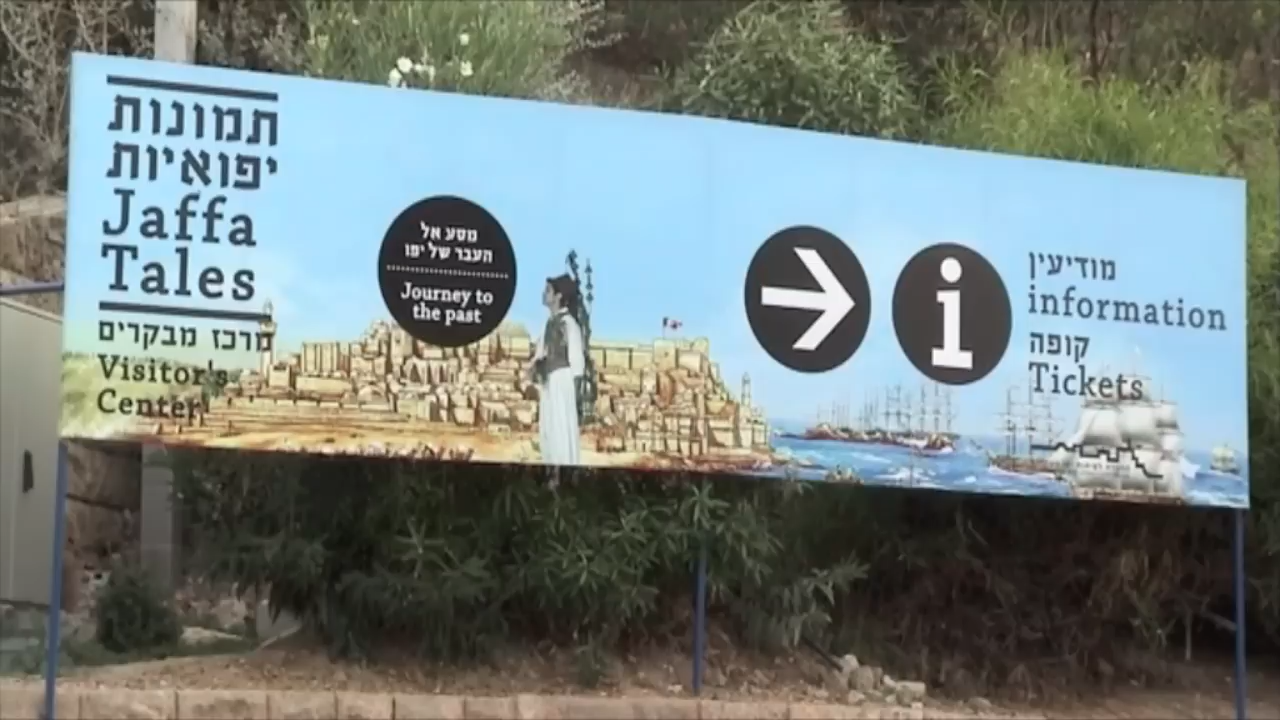 תמונות
יפואיות
Jaffa
Tales
מרכז מבקרים
Visitor's
Center
מסע אל
העבר של יפו
Journey to
the past
i
מודיעין
information
קופה
Tickets